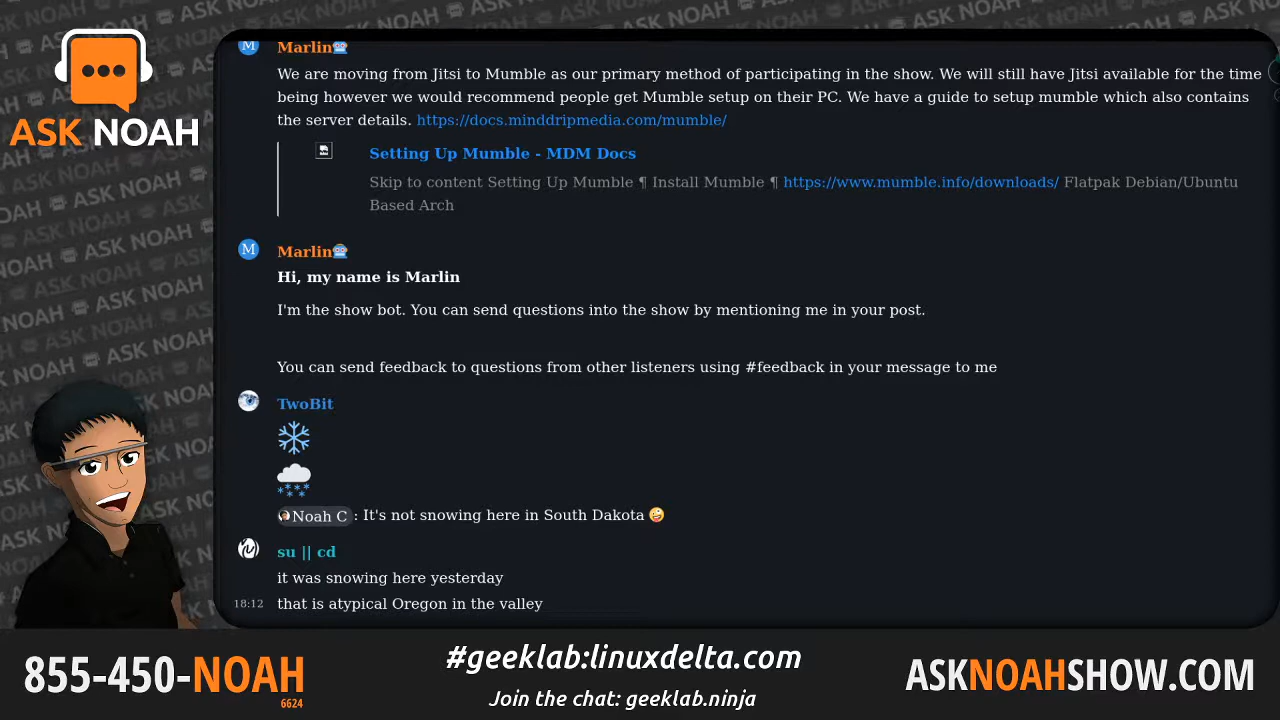 ASK NOAH
Marlin🤖
We are moving from Jitsi to Mumble as our primary method of participating in the show. We will still have Jitsi available for the time
being however we would recommend people get Mumble setup on their PC. We have a guide to setup mumble which also contains
the server details. https://docs.minddripmedia.com/mumble/
Setting Up Mumble - MDM Docs
Skip to content Setting Up Mumble ¶ Install Mumble ¶ https://www.mumble.info/downloads/ Flatpak Debian/Ubuntu
Based Arch
M Marlin🤖
Hi, my name is Marlin
I'm the show bot. You can send questions into the show by mentioning me in your post.
You can send feedback to questions from other listeners using #feedback in your message to me
TwoBit
❄
🌨
Noah C : It's not snowing here in South Dakota 🤪
su || cd
it was snowing here yesterday
18:12 that is atypical Oregon in the valley
855-450-NOAH
6624
#geeklab:linuxdelta.com
Join the chat: geeklab.ninja
ASKNOAHSHOW.COM